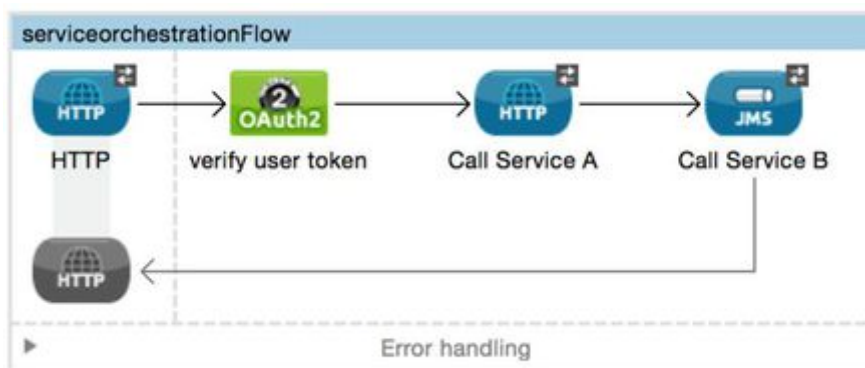 serviceorchestrationFlow
HTTP
2
OAuth2
HTTP
JMS
HTTP
verify user token
Call Service A
Call Service B
HTTP
Error handling